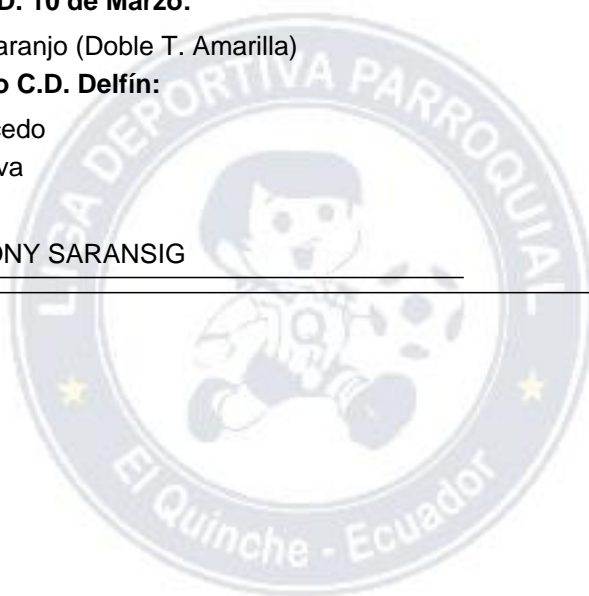 D. 10 de Marzo:
aranjo (Doble T. Amarilla)
o C.D. Delfín:
cedo
va
ONY SARANSIG
LIGA DEPORTIVA PARROQUIAL
El Quinche - Ecuador